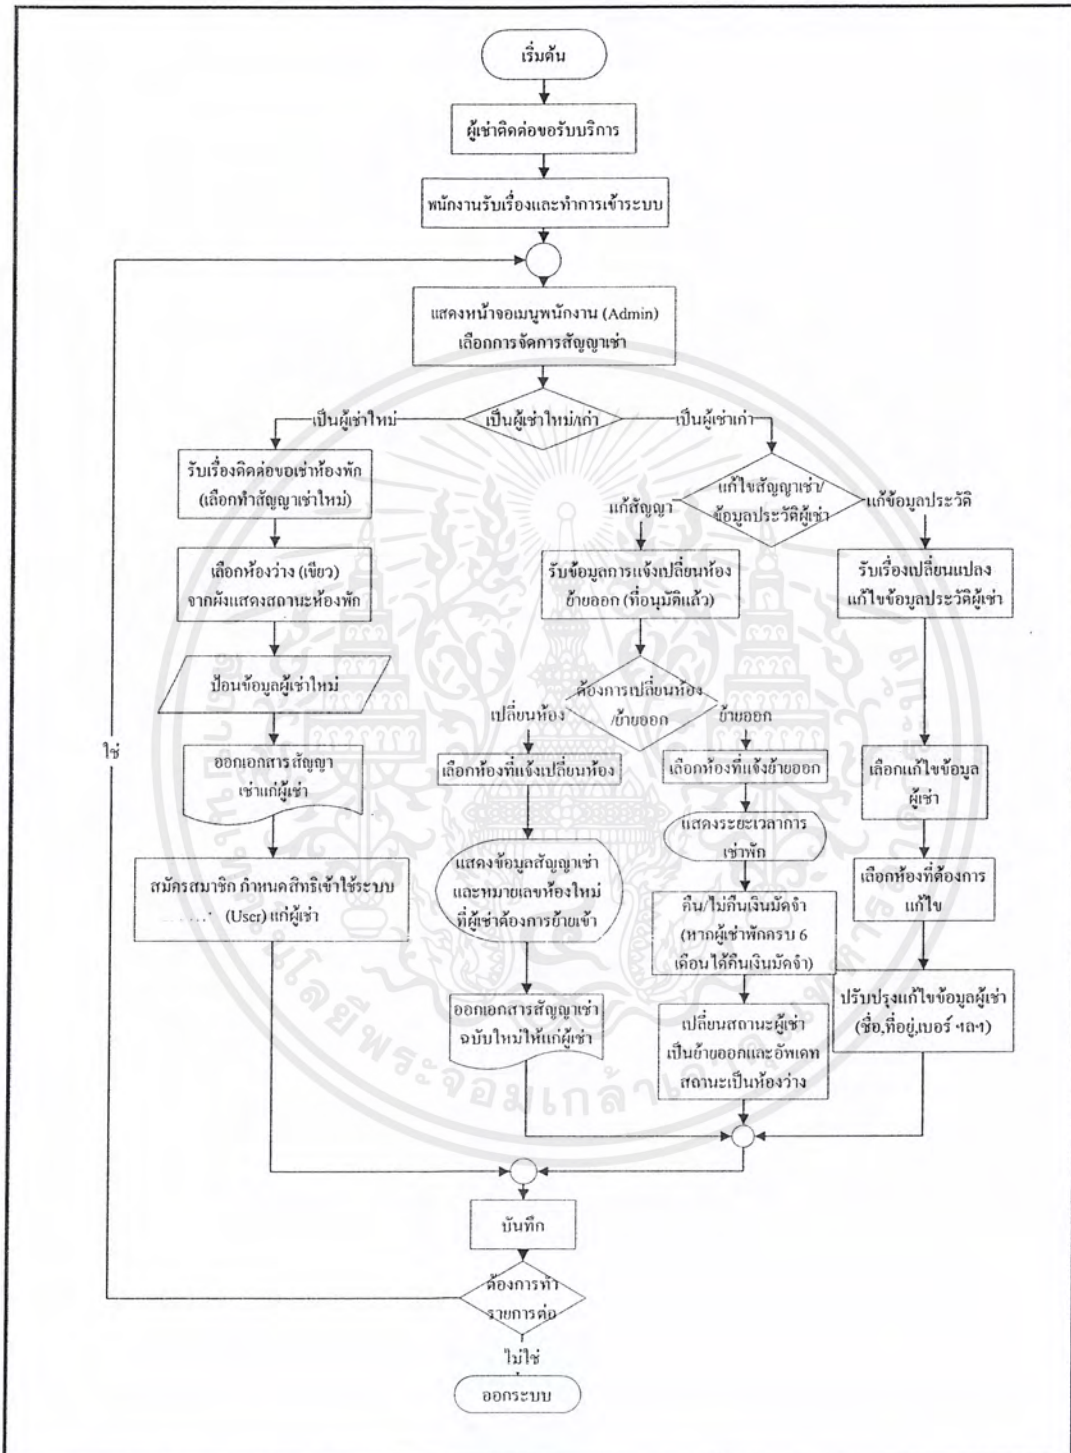 เริ่มต้น
ผู้เช่าติดต่อขอรับบริการ
พนักงานรับเรื่องและทำการเข้าระบบ
แสดงหน้าจอเมนูพนักงาน (Admin)
เลือกการจัดการสัญญาเช่า
เป็นผู้เช่าใหม่
เป็นผู้เช่าใหม่/เก่า
เป็นผู้เช่าเก่า
รับเรื่องติดต่อขอเช่าห้องพัก
(เลือกทำสัญญาเช่าใหม่)
เลือกห้องว่าง (เขียว)
จากผังแสดงสถานะห้องพัก
ป้อนข้อมูลผู้เช่าใหม่
ออกเอกสาร สัญญา
เช่าแก่ผู้เช่า
สมัครสมาชิก กำหนดสิทธิเข้าใช้ระบบ
(User) แก่ผู้เช่า
แก้ไขสัญญาเช่า/
ข้อมูลประวัติผู้เช่า
แก้สัญญา
แก้ข้อมูลประวัติ
รับข้อมูลการแจ้งเปลี่ยนห้อง
ย้ายออก (ที่อนุมัติแล้ว)
ต้องการเปลี่ยนห้อง
/ย้ายออก
เปลี่ยนห้อง
ย้ายออก
เลือกห้องที่แจ้งเปลี่ยนห้อง
แสดงข้อมูลสัญญาเช่า
และหมายเลขห้องใหม่
ที่ผู้เช่าต้องการย้ายเข้า
ออกเอกสารสัญญาเช่า
ฉบับใหม่ให้แก่ผู้เช่า
เลือกห้องที่แจ้งย้ายออก
แสดงระยะเวลาการ
เช่าพัก
คืน/ไม่คืนเงินมัดจำ
(หากผู้เช่าพักครบ 6
เดือน ได้คืนเงินมัดจำ)
เปลี่ยนสถานะผู้เช่า
เป็นย้ายออกและอัพเดท
สถานะเป็นห้องว่าง
รับเรื่องเปลี่ยนแปลง
แก้ไขข้อมูลประวัติผู้เช่า
เลือกแก้ไขข้อมูล
ผู้เช่า
เลือกห้องที่ต้องการ
แก้ไข
ปรับปรุงแก้ไขข้อมูลผู้เช่า
(ชื่อ,ที่อยู่,เบอร์ ฯลฯ)
บันทึก
ต้องการทำ
รายการต่อ
ใช่
ไม่ใช่
ออกระบบ